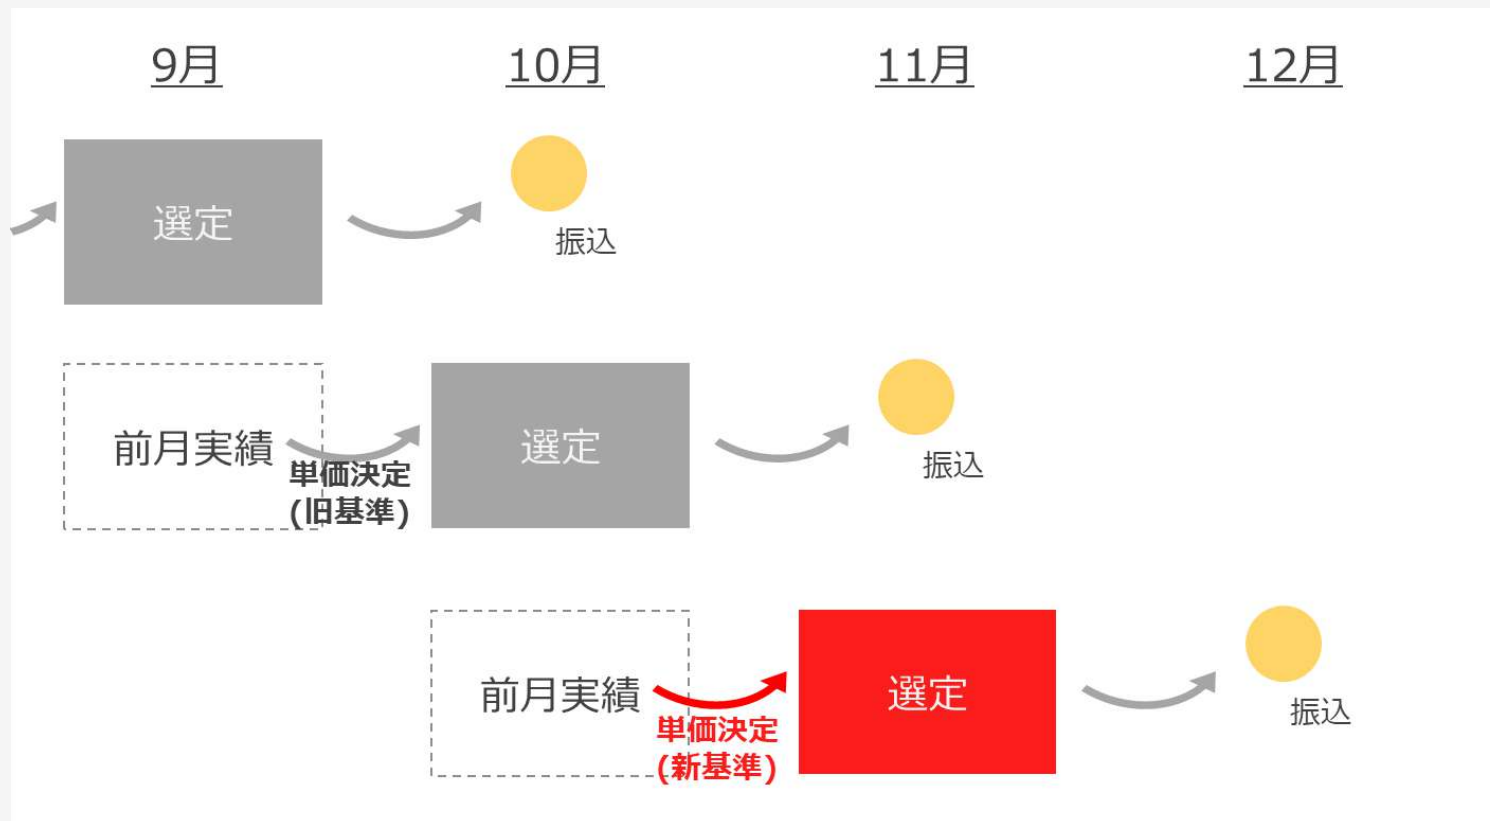 9月
10月
11月
12月
選定
振込
前月実績
単価決定
(旧基準)
選定
振込
前月実績
単価決定
(新基準)
選定
振込